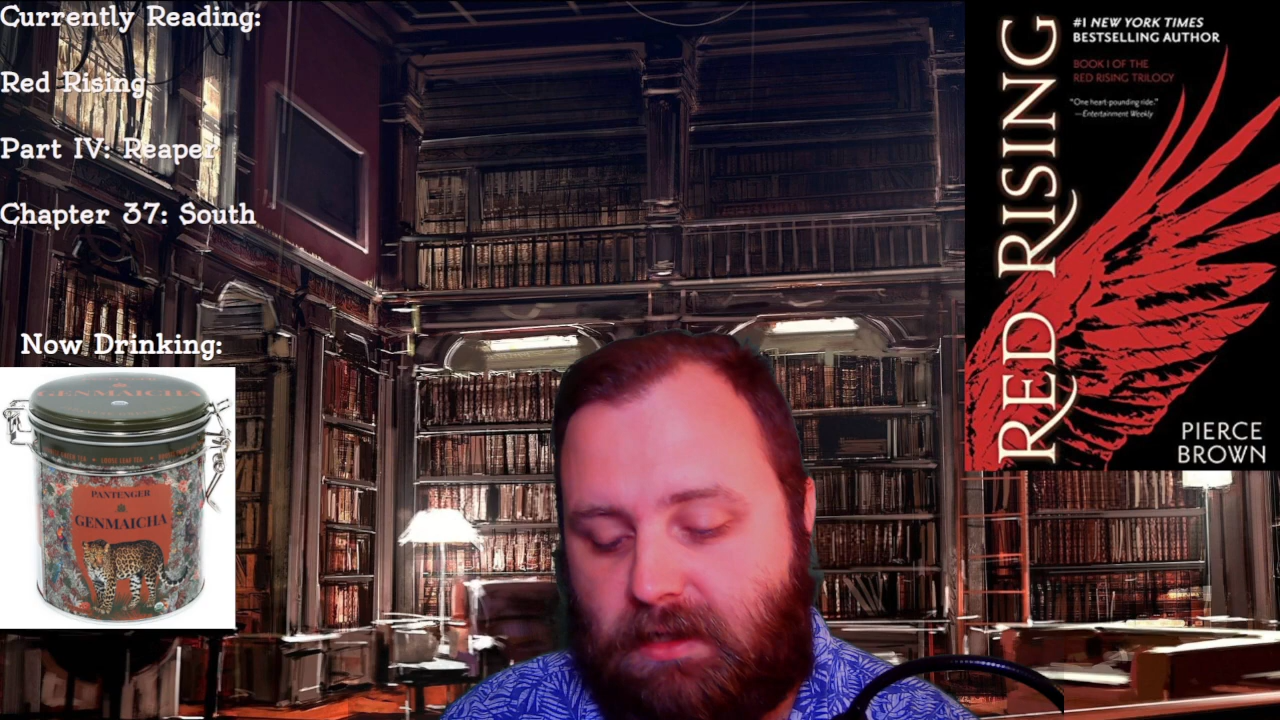 Currently Reading:
Red Rising
Part IV: Reaper
Chapter 37: South
Now Drinking:
GENMAICHA
PANTENGER
GENMAICHA
RED RISING
#1 NEW YORK TIMES
BESTSELLING AUTHOR
BOOK I OF THE
RED RISING TRILOGY
"One heart-pounding ride."
—Entertainment Weekly
PIERCE
BROWN